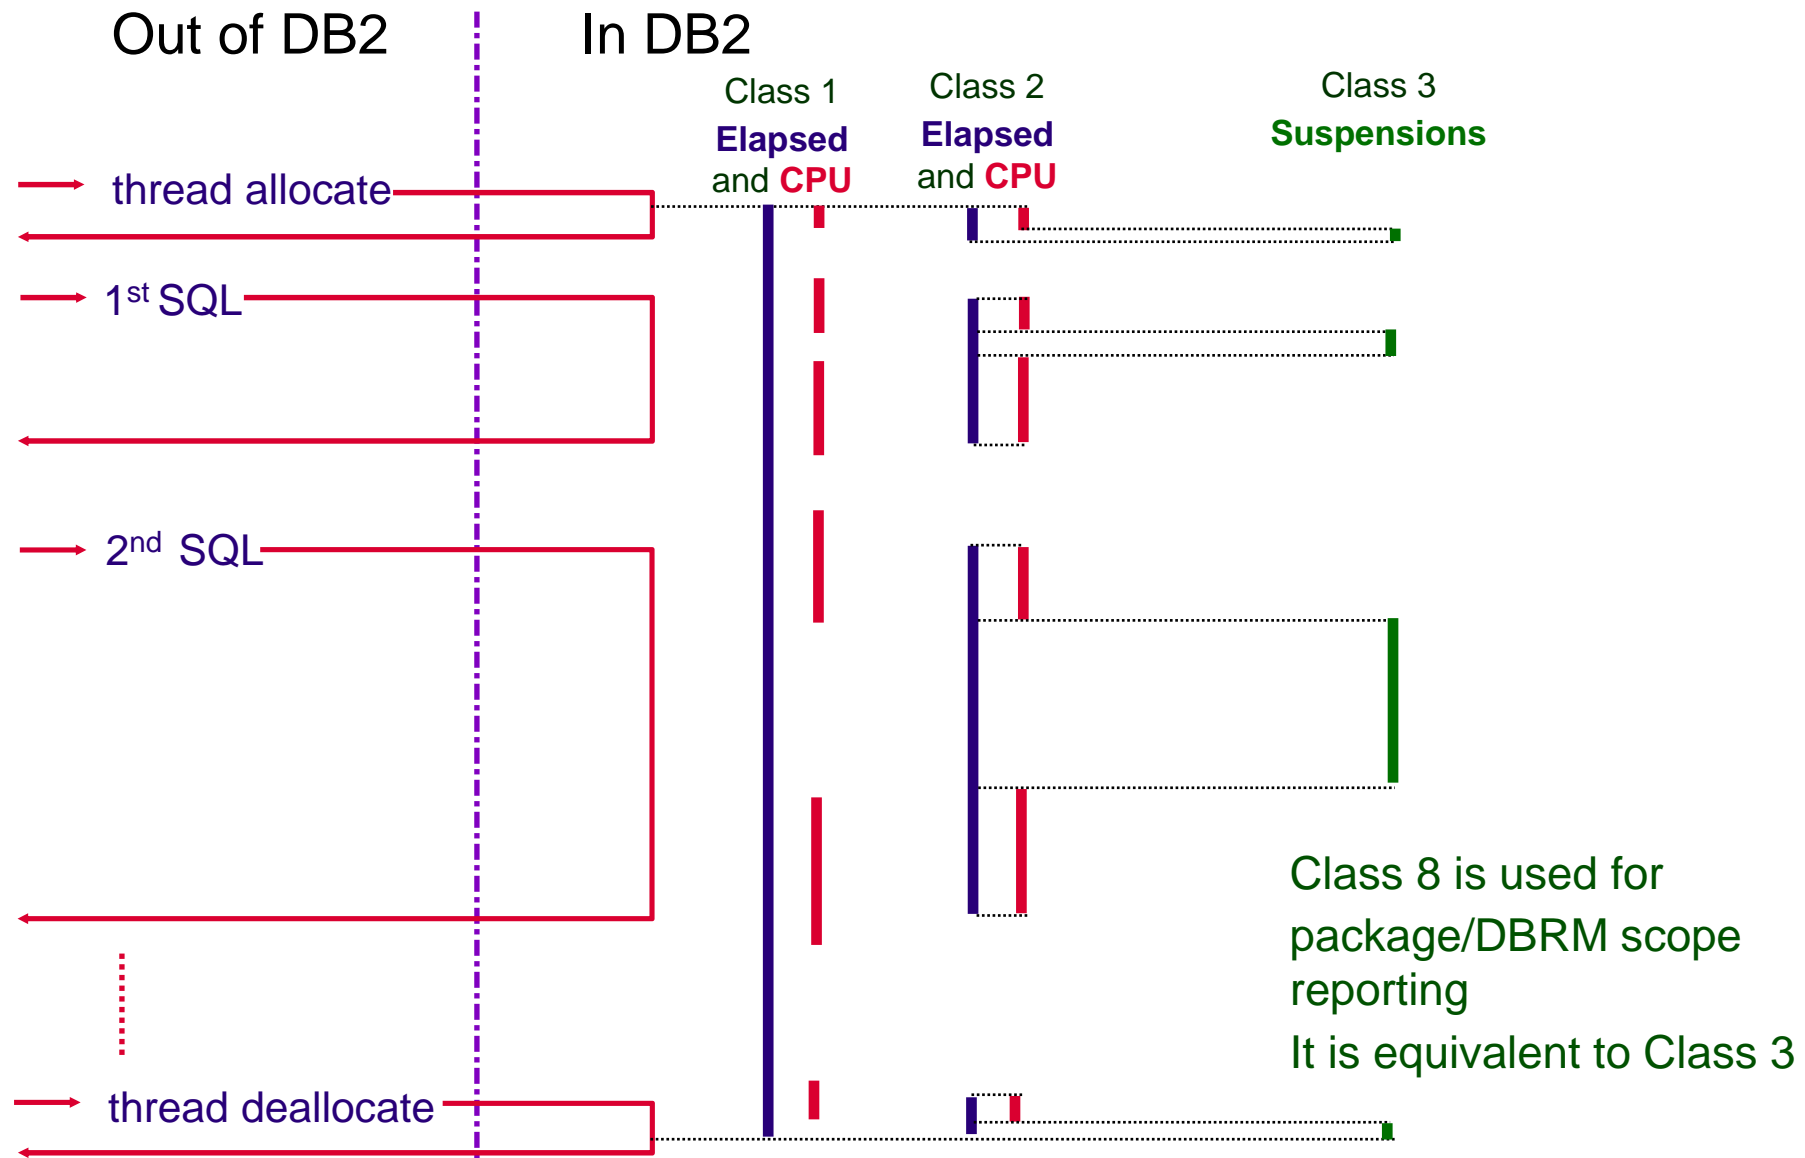 Out of DB2
In DB2
Class 1
Elapsed
and CPU
Class 2
Elapsed
and CPU
Class 3
Suspensions
thread allocate
1st SQL
2nd SQL
Class 8 is used for
package/DBRM scope
reporting
It is equivalent to Class 3
thread deallocate